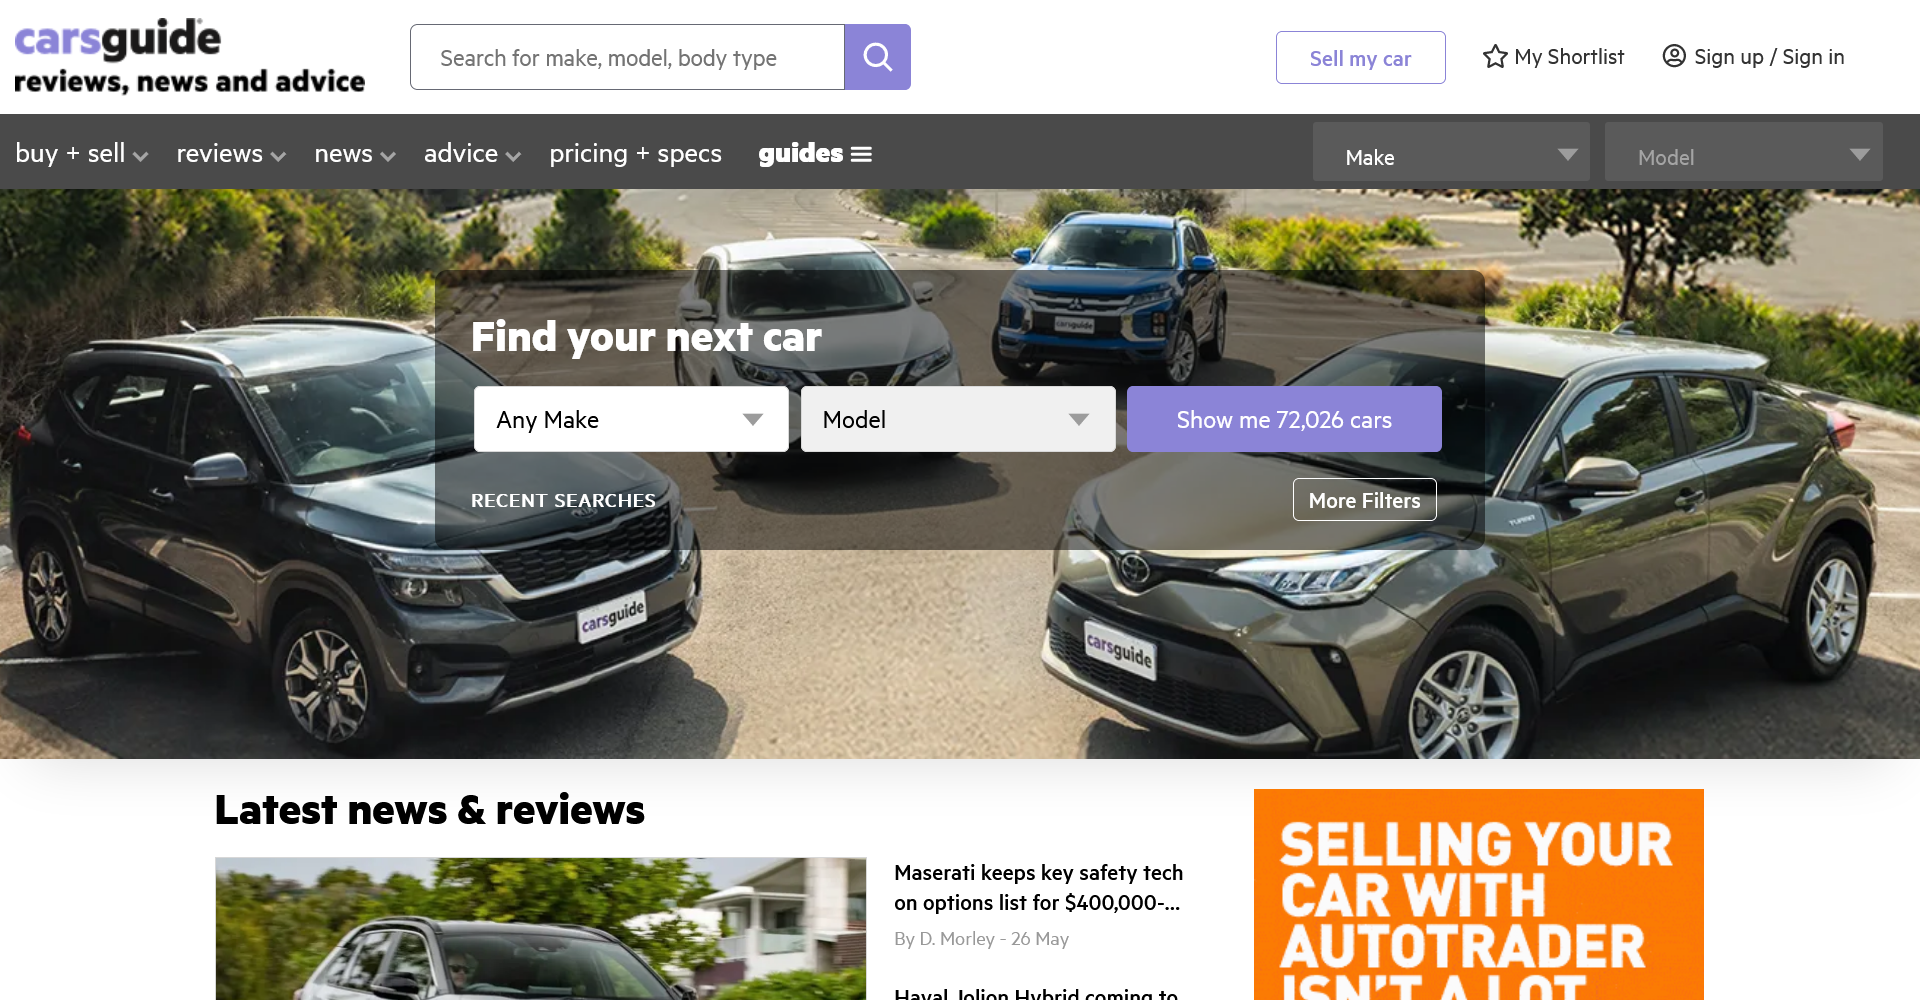 carsguide
reviews, news and advice
Search for make, model, body type
Sell my car
My Shortlist
Sign up / Sign in
buy + sell
reviews
news
advice
pricing + specs
guides
Make
Model
Find your next car
Any Make
Model
Show me 72,026 cars
RECENT SEARCHES
More Filters
carsguide
carsguide
carsguide
TOYOTA
Latest news & reviews
Maserati keeps key safety tech
on options list for $400,000-...
By D. Morley - 26 May
Haval Jolion Hybrid coming to
SELLING YOUR
CAR WITH
AUTOTRADER
ISN'T A LOT